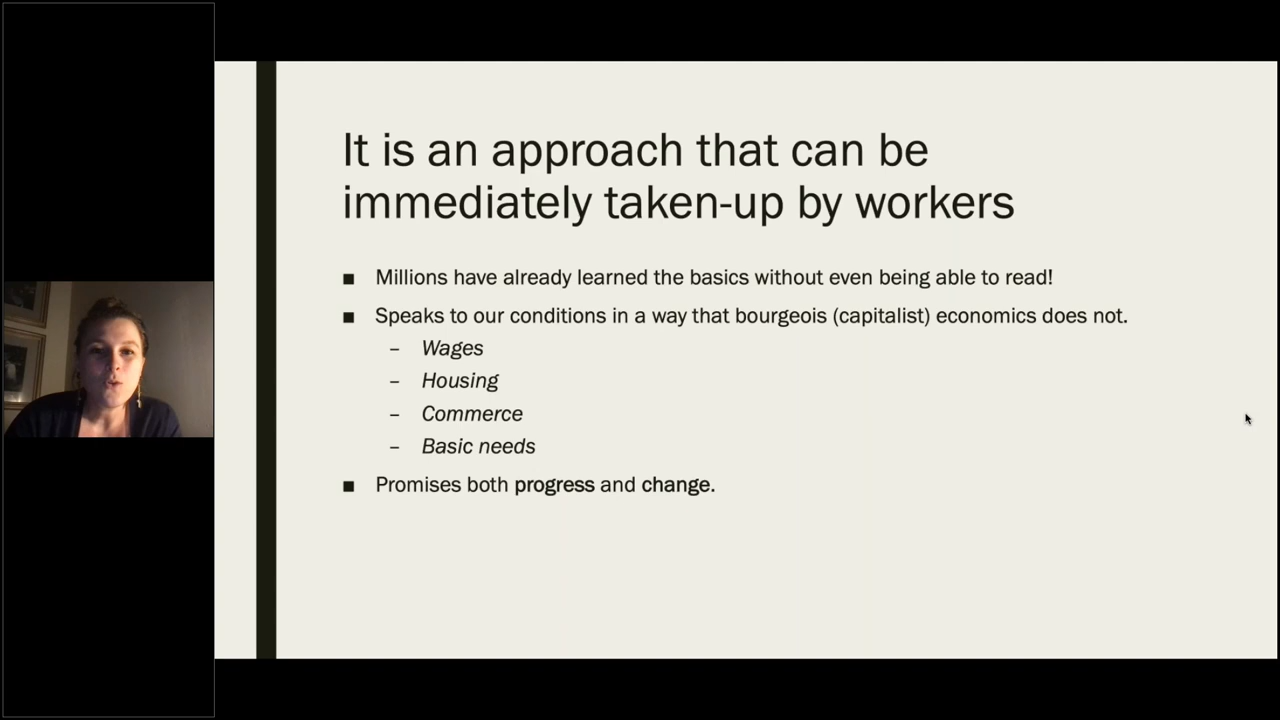 It is an approach that can be
immediately taken-up by workers
■ Millions have already learned the basics without even being able to read!
■ Speaks to our conditions in a way that bourgeois (capitalist) economics does not.
– Wages
– Housing
– Commerce
– Basic needs
■ Promises both progress and change.